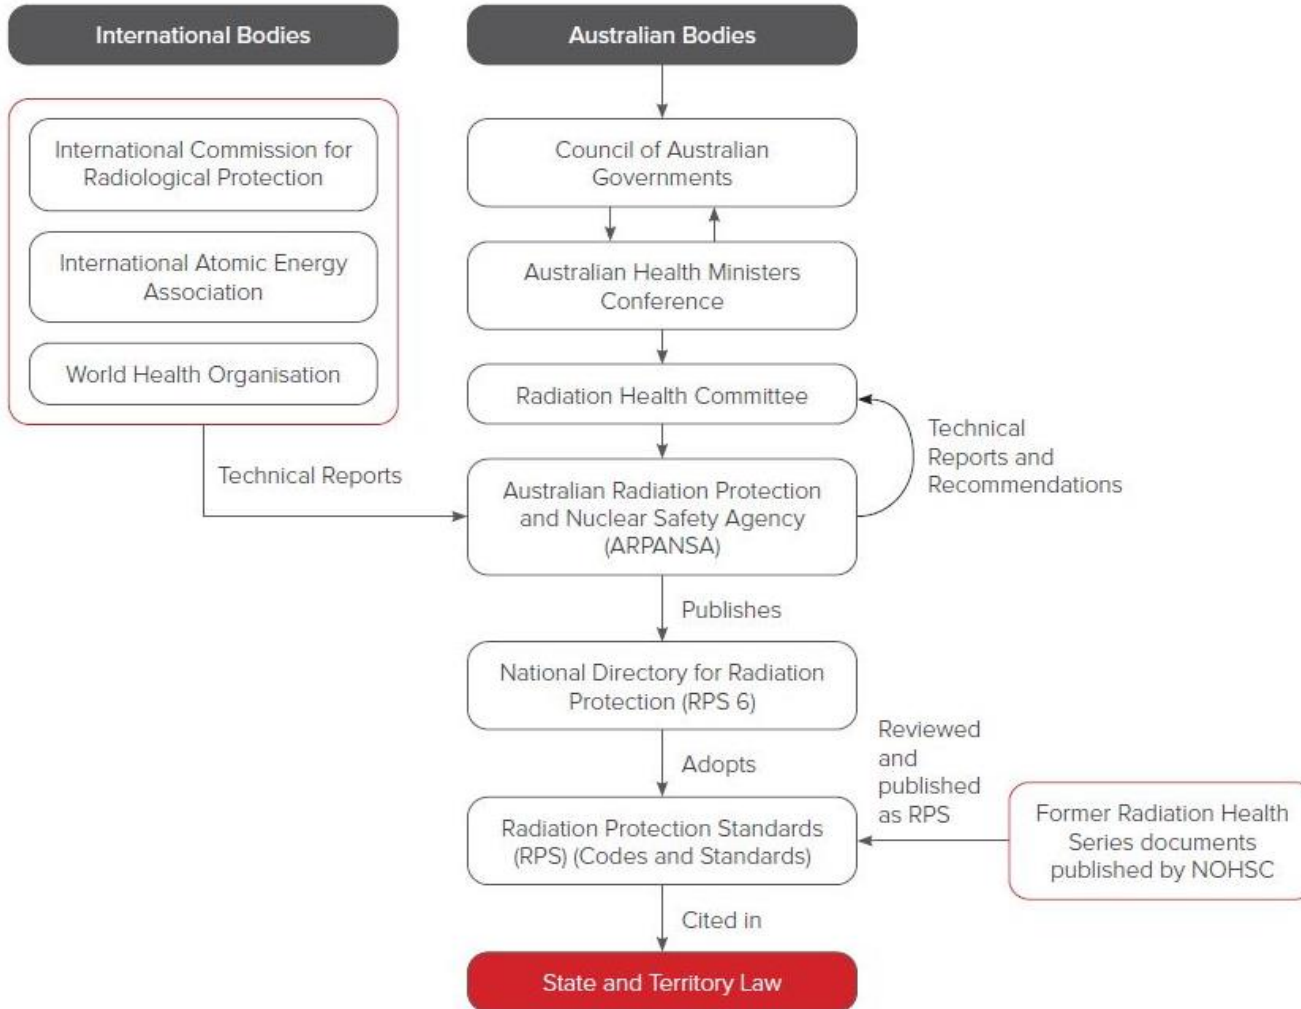 International Bodies
Australian Bodies
International Commission for
Radiological Protection
International Atomic Energy
Association
World Health Organisation
Technical Reports
Council of Australian
Governments
Australian Health Ministers
Conference
Radiation Health Committee
Technical
Reports and
Recommendations
Australian Radiation Protection
and Nuclear Safety Agency
(ARPANSA)
Publishes
National Directory for Radiation
Protection (RPS 6)
Adopts
Reviewed
and
published
as RPS
Radiation Protection Standards
(RPS) (Codes and Standards)
Former Radiation Health
Series documents
published by NOHSC
Cited in
State and Territory Law